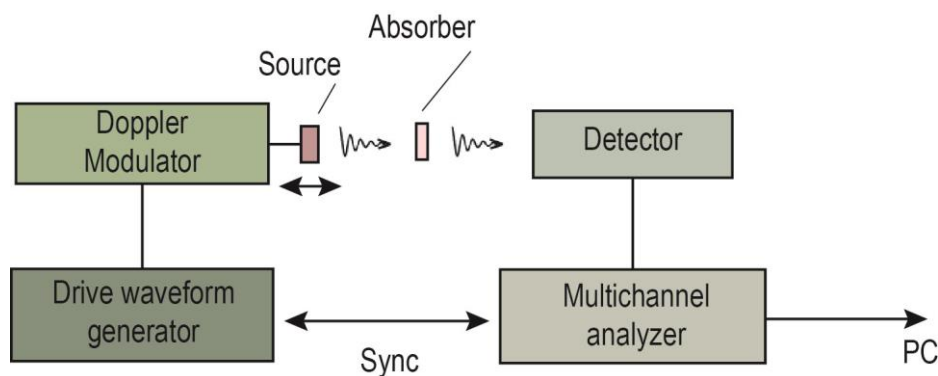 Absorber
Source
Doppler
Modulator
Detector
Drive waveform
generator
Multichannel
analyzer
Sync
PC